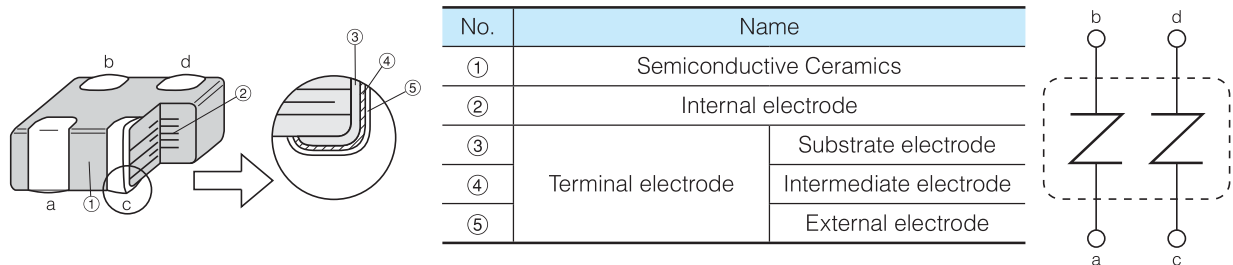 b d
②
a ① c
③
④
⑤
No. Name
① Semiconductive Ceramics
② Internal electrode
③ Substrate electrode
④ Terminal electrode Intermediate electrode
⑤ External electrode
b d
a c